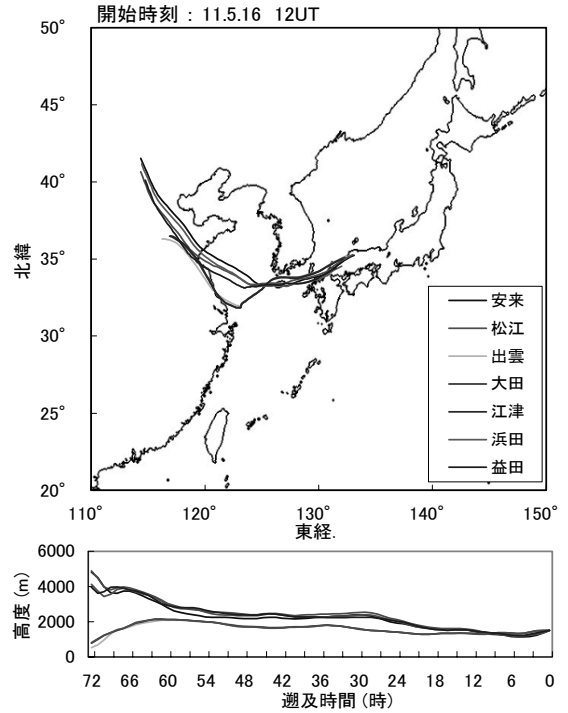 開始時刻 : 11.5.16 12UT
50°
45°
40°
35°
30°
25°
20°
北緯
安来
松江
出雲
大田
江津
浜田
益田
110° 120° 130° 140° 150°
東経.
6000
4000
2000
0
高度(m)
72 66 60 54 48 42 36 30 24 18 12 6 0
遡及時間(時)